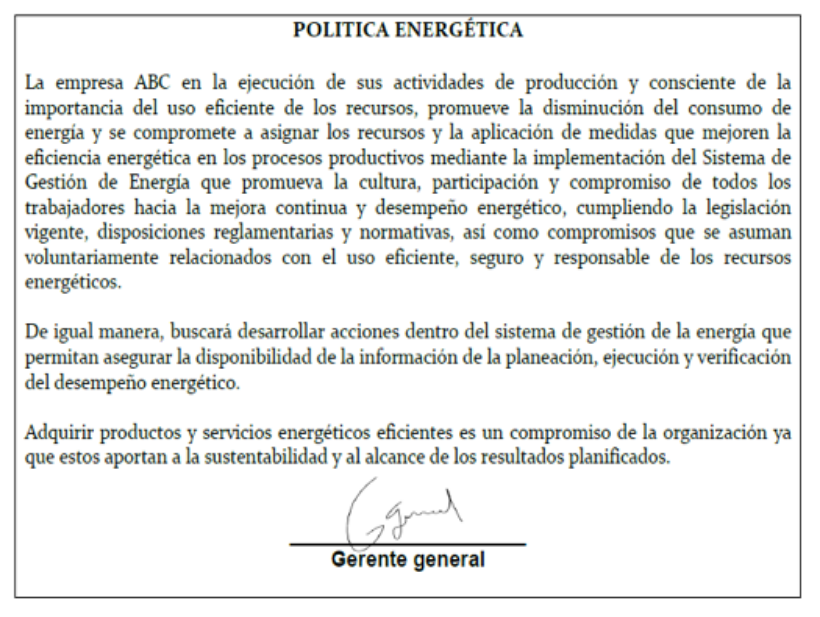 POLITICA ENERGÉTICA
La empresa ABC en la ejecución de sus actividades de producción y consciente de la
importancia del uso eficiente de los recursos, promueve la disminución del consumo de
energía y se compromete a asignar los recursos y la aplicación de medidas que mejoren la
eficiencia energética en los procesos productivos mediante la implementación del Sistema de
Gestión de Energía que promueva la cultura, participación y compromiso de todos los
trabajadores hacia la mejora continua y desempeño energético, cumpliendo la legislación
vigente, disposiciones reglamentarias y normativas, así como compromisos que se asuman
voluntariamente relacionados con el uso eficiente, seguro y responsable de los recursos
energéticos.
De igual manera, buscará desarrollar acciones dentro del sistema de gestión de la energía que
permitan asegurar la disponibilidad de la información de la planeación, ejecución y verificación
del desempeño energético.
Adquirir productos y servicios energéticos eficientes es un compromiso de la organización ya
que estos aportan a la sustentabilidad y al alcance de los resultados planificados.
Gerente general